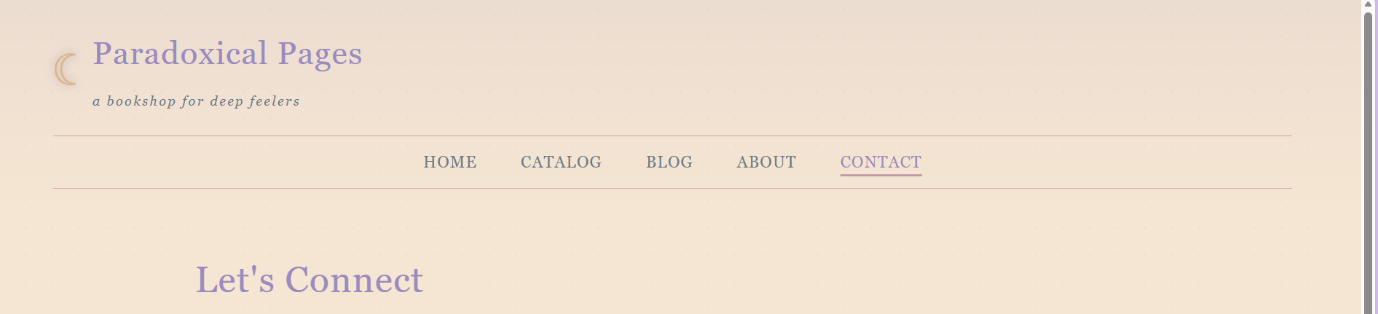 Paradoxical Pages
a bookshop for deep feelers
HOME CATALOG BLOG ABOUT CONTACT
Let's Connect